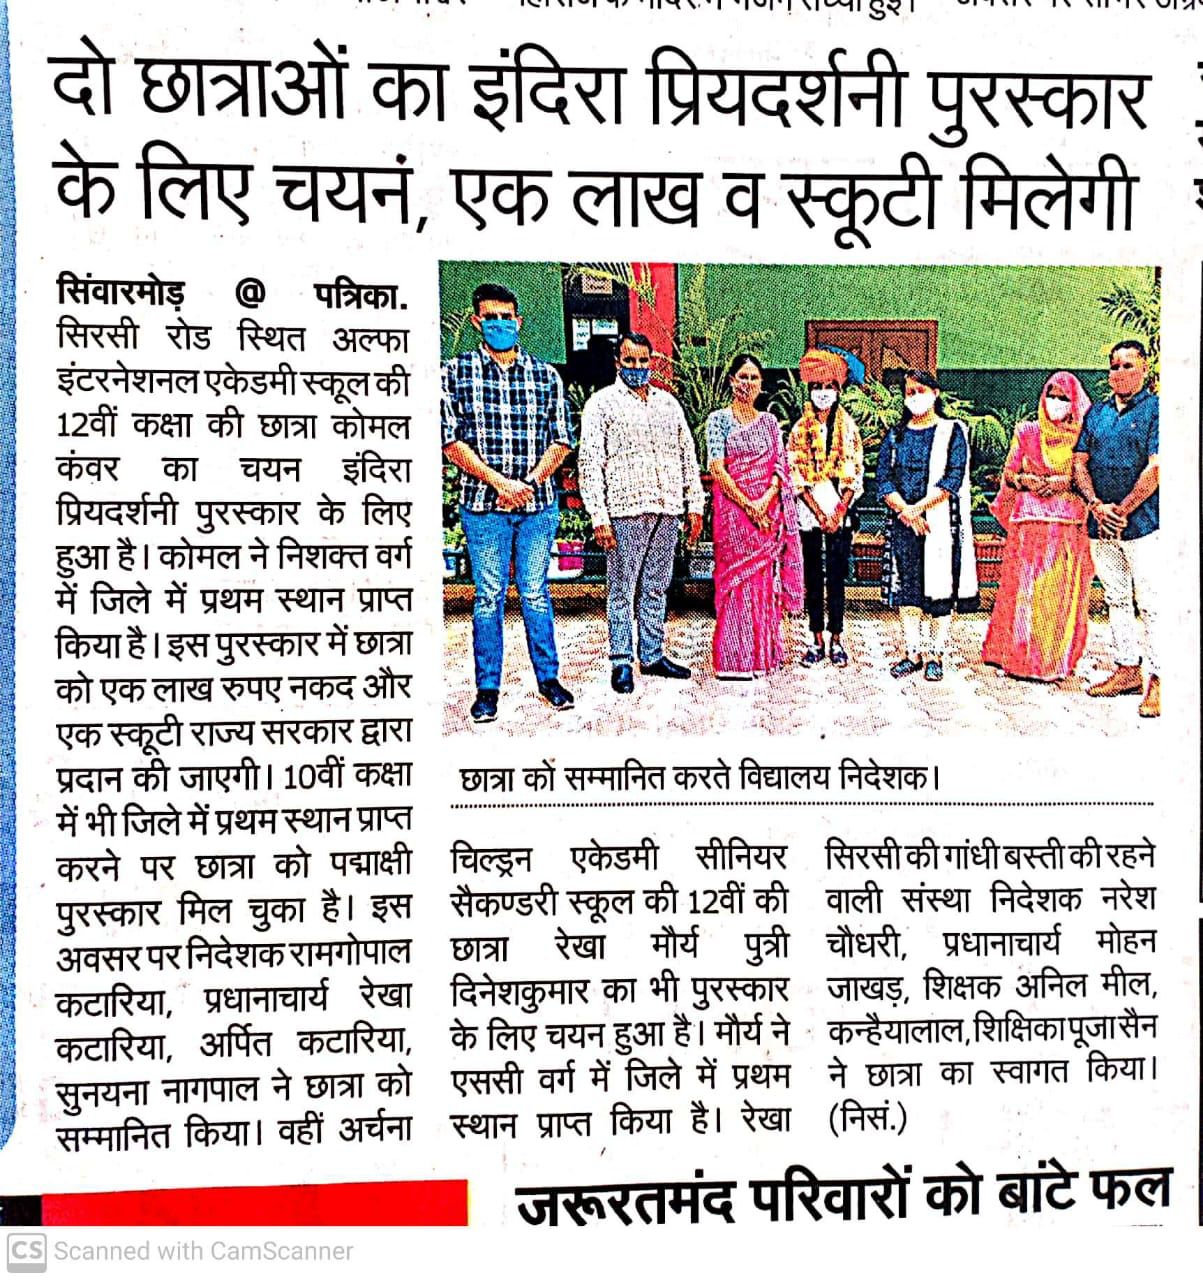 दो छात्राओं का इंदिरा प्रियदर्शनी पुरस्कार
के लिए चयनं, एक लाख व स्कूटी मिलेगी
सिंवारमोड़ @ पत्रिका.
सिरसी रोड स्थित अल्फा
इंटरनेशनल एकेडमी स्कूल की
12वीं कक्षा की छात्रा कोमल
कंवर का चयन इंदिरा
प्रियदर्शनी पुरस्कार के लिए
हुआ है। कोमल ने निशक्त वर्ग
में जिले में प्रथम स्थान प्राप्त
किया है। इस पुरस्कार में छात्रा
को एक लाख रुपए नकद और
एक स्कूटी राज्य सरकार द्वारा
प्रदान की जाएगी। 10वीं कक्षा
में भी जिले में प्रथम स्थान प्राप्त
करने पर छात्रा को पद्माक्षी
पुरस्कार मिल चुका है। इस
अवसर पर निदेशक रामगोपाल
कटारिया, प्रधानाचार्य रेखा
कटारिया, अर्पित कटारिया,
सुनयना नागपाल ने छात्रा को
सम्मानित किया। वहीं अर्चना
छात्रा को सम्मानित करते विद्यालय निदेशक।
चिल्ड्रन एकेडमी सीनियर
सैकण्डरी स्कूल की 12वीं की
छात्रा रेखा मौर्य पुत्री
दिनेशकुमार का भी पुरस्कार
के लिए चयन हुआ है। मौर्य ने
एससी वर्ग में जिले में प्रथम
स्थान प्राप्त किया है। रेखा
सिरसी की गांधी बस्ती की रहने
वाली संस्था निदेशक नरेश
चौधरी, प्रधानाचार्य मोहन
जाखड़, शिक्षक अनिल मील,
कन्हैयालाल, शिक्षिका पूजा सैन
ने छात्रा का स्वागत किया।
(निसं.)
जरूरतमंद परिवारों को बांटे फल
CS Scanned with CamScanner